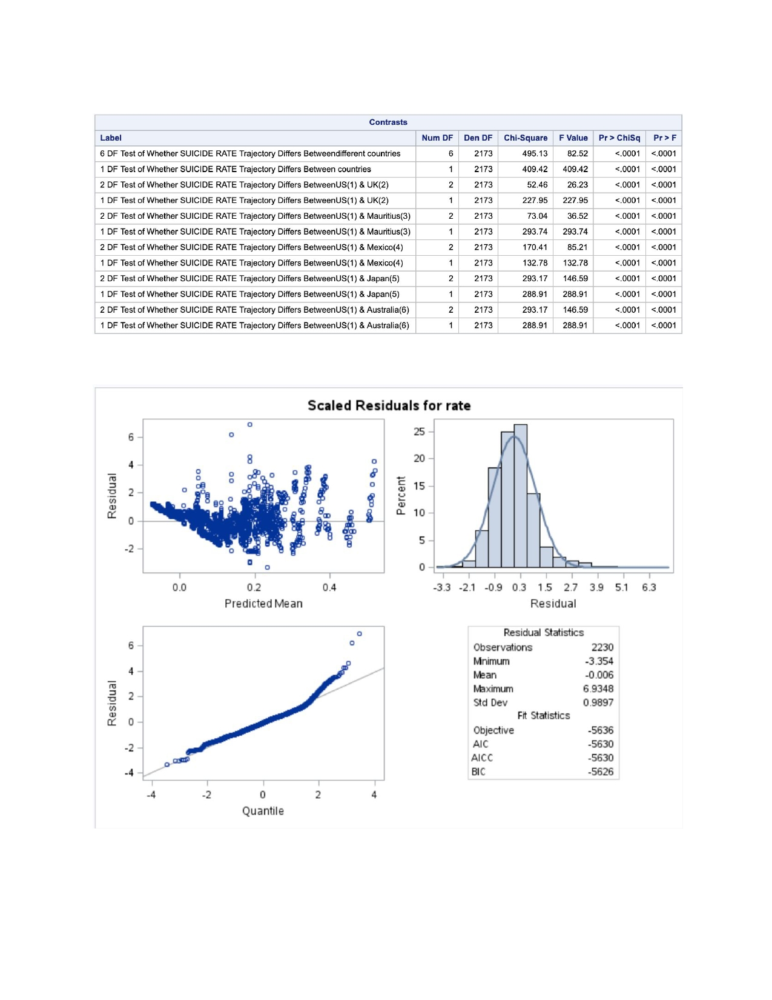 Contrasts
Label Num DF Den DF Chi-Square F Value Pr > ChiSq Pr > F
6 DF Test of Whether SUICIDE RATE Trajectory Differs Betweendifferent countries 6 2173 495.13 82.52 <.0001 <.0001
1 DF Test of Whether SUICIDE RATE Trajectory Differs Between countries 1 2173 409.42 409.42 <.0001 <.0001
2 DF Test of Whether SUICIDE RATE Trajectory Differs BetweenUS(1) & UK(2) 2 2173 52.46 26.23 <.0001 <.0001
1 DF Test of Whether SUICIDE RATE Trajectory Differs BetweenUS(1) & UK(2) 1 2173 227.95 227.95 <.0001 <.0001
2 DF Test of Whether SUICIDE RATE Trajectory Differs BetweenUS(1) & Mauritius(3) 2 2173 73.04 36.52 <.0001 <.0001
1 DF Test of Whether SUICIDE RATE Trajectory Differs BetweenUS(1) & Mauritius(3) 1 2173 293.74 293.74 <.0001 <.0001
2 DF Test of Whether SUICIDE RATE Trajectory Differs BetweenUS(1) & Mexico(4) 2 2173 170.41 85.21 <.0001 <.0001
1 DF Test of Whether SUICIDE RATE Trajectory Differs BetweenUS(1) & Mexico(4) 1 2173 132.78 132.78 <.0001 <.0001
2 DF Test of Whether SUICIDE RATE Trajectory Differs BetweenUS(1) & Japan(5) 2 2173 293.17 146.59 <.0001 <.0001
1 DF Test of Whether SUICIDE RATE Trajectory Differs BetweenUS(1) & Japan(5) 1 2173 288.91 288.91 <.0001 <.0001
2 DF Test of Whether SUICIDE RATE Trajectory Differs BetweenUS(1) & Australia(6) 2 2173 293.17 146.59 <.0001 <.0001
1 DF Test of Whether SUICIDE RATE Trajectory Differs BetweenUS(1) & Australia(6) 1 2173 288.91 288.91 <.0001 <.0001
Scaled Residuals for rate
6
4
2
0
-2
Residual
0.0 0.2 0.4
Predicted Mean
25
20
15
10
5
0
Percent
-3.3 -2.1 -0.9 0.3 1.5 2.7 3.9 5.1 6.3
Residual
6
4
2
0
-2
-4
Residual
-4 -2 0 2 4
Quantile
Residual Statistics
Observations 2230
Minimum -3.354
Mean -0.006
Maximum 6.9348
Std Dev 0.9897
Fit Statistics
Objective -5636
AIC -5630
AICC -5630
BIC -5626